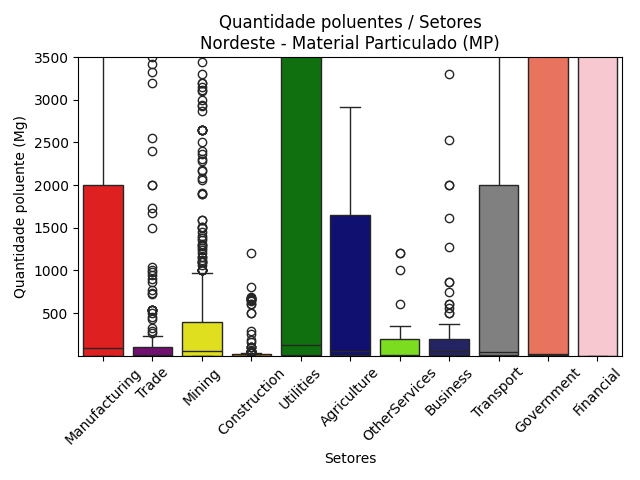 Quantidade poluentes / Setores
Nordeste - Material Particulado (MP)
Quantidade poluente (Mg)
3500
3000
2500
2000
1500
1000
500
Manufacturing
Trade
Mining
Construction
Utilities
Agriculture
OtherServices
Business
Transport
Government
Financial
Setores